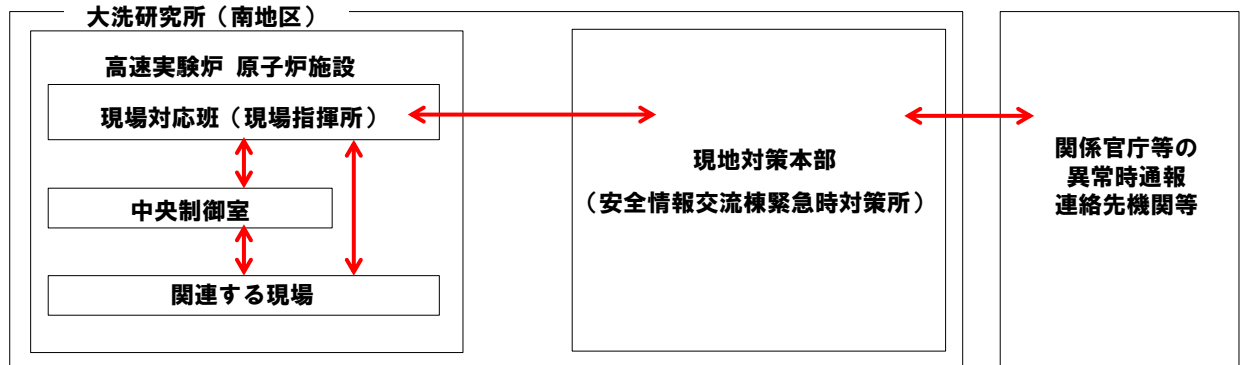 大洗研究所（南地区）
高速実験炉 原子炉施設
現場対応班（現場指揮所）
中央制御室
関連する現場
現地対策本部
（安全情報交流棟緊急時対策所）
関係官庁等の
異常時通報
連絡先機関等